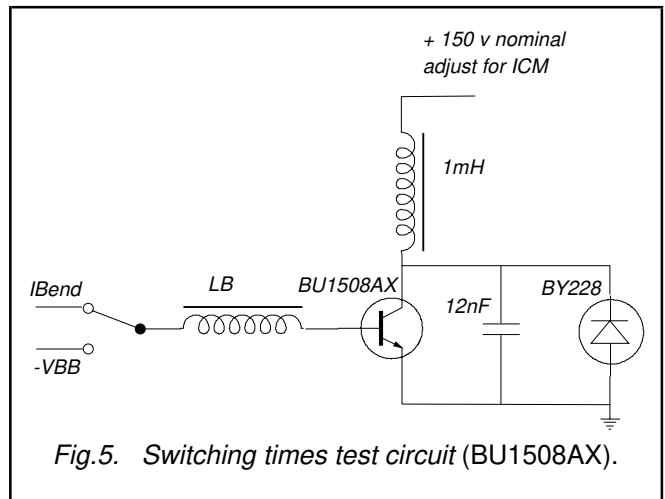 + 150 v nominal
adjust for ICM
1mH
IBend
LB
BU1508AX
12nF
BY228
-VBB
Fig.5. Switching times test circuit (BU1508AX).